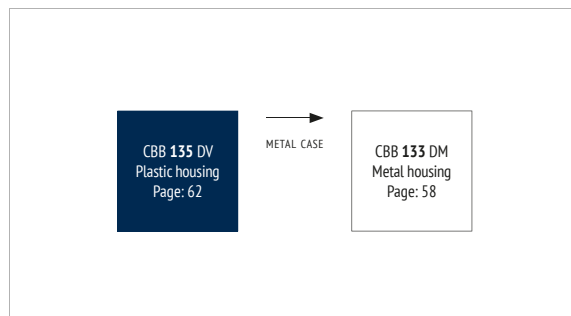 CBB 135 DV
Plastic housing
Page: 62
METAL CASE
CBB 133 DM
Metal housing
Page: 58